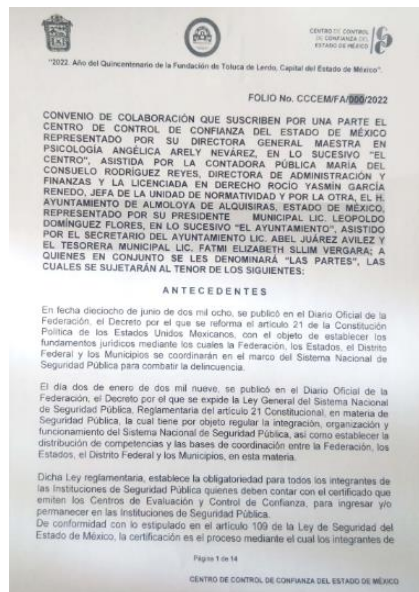 CENTRO DE CONTROL
DE CONFIANZA DEL
ESTADO DE MÉXICO
"2022. Año del Quincentenario de la Fundación de Toluca de Lerdo, Capital del Estado de México".
FOLIO No. CCCEM/FA/000/2022
CONVENIO DE COLABORACIÓN QUE SUSCRIBEN POR UNA PARTE EL
CENTRO DE CONTROL DE CONFIANZA DEL ESTADO DE MÉXICO
REPRESENTADO POR SU DIRECTORA GENERAL MAESTRA EN
PSICOLOGÍA ANGÉLICA ARELY NEVÁREZ, EN LO SUCESIVO "EL
CENTRO", ASISTIDA POR LA CONTADORA PÚBLICA MARÍA DEL
CONSUELO RODRÍGUEZ REYES, DIRECTORA DE ADMINISTRACIÓN Y
FINANZAS Y LA LICENCIADA EN DERECHO ROCÍO YASMÍN GARCÍA
RENEDO, JEFA DE LA UNIDAD DE NORMATIVIDAD Y POR LA OTRA, EL H.
AYUNTAMIENTO DE ALMOLOYA DE ALQUISIRAS, ESTADO DE MÉXICO,
REPRESENTADO POR SU PRESIDENTE MUNICIPAL LIC. LEOPOLDO
DOMÍNGUEZ FLORES, EN LO SUCESIVO "EL AYUNTAMIENTO", ASISTIDO
POR EL SECRETARIO DEL AYUNTAMIENTO LIC. ABEL JUÁREZ AVILEZ Y
EL TESORERA MUNICIPAL LIC. FATMI ELIZABETH SLLIM VERGARA; A
QUIENES EN CONJUNTO SE LES DENOMINARÁ "LAS PARTES", LAS
CUALES SE SUJETARÁN AL TENOR DE LOS SIGUIENTES:
ANTECEDENTES
En fecha dieciocho de junio de dos mil ocho, se publicó en el Diario Oficial de la
Federación, el Decreto por el que se reforma el artículo 21 de la Constitución
Política de los Estados Unidos Mexicanos, con el objeto de establecer los
fundamentos jurídicos mediante los cuales la Federación, los Estados, el Distrito
Federal y los Municipios se coordinarán en el marco del Sistema Nacional de
Seguridad Pública para combatir la delincuencia.
El día dos de enero de dos mil nueve, se publicó en el Diario Oficial de la
Federación, el Decreto por el que se expide la Ley General del Sistema Nacional
de Seguridad Pública, Reglamentaria del artículo 21 Constitucional, en materia de
Seguridad Pública, la cual tiene por objeto regular la integración, organización y
funcionamiento del Sistema Nacional de Seguridad Pública, así como establecer la
distribución de competencias y las bases de coordinación entre la Federación, los
Estados, el Distrito Federal y los Municipios, en esta materia.
Dicha Ley reglamentaria, establece la obligatoriedad para todos los integrantes de
las Instituciones de Seguridad Pública quienes deben contar con el certificado que
emiten los Centros de Evaluación y Control de Confianza, para ingresar y/o
permanecer en las Instituciones de Seguridad Pública.
De conformidad con lo estipulado en el artículo 109 de la Ley de Seguridad del
Estado de México, la certificación es el proceso mediante el cual los integrantes de
Página 1 de 14
CENTRO DE CONTROL DE CONFIANZA DEL ESTADO DE MÉXICO